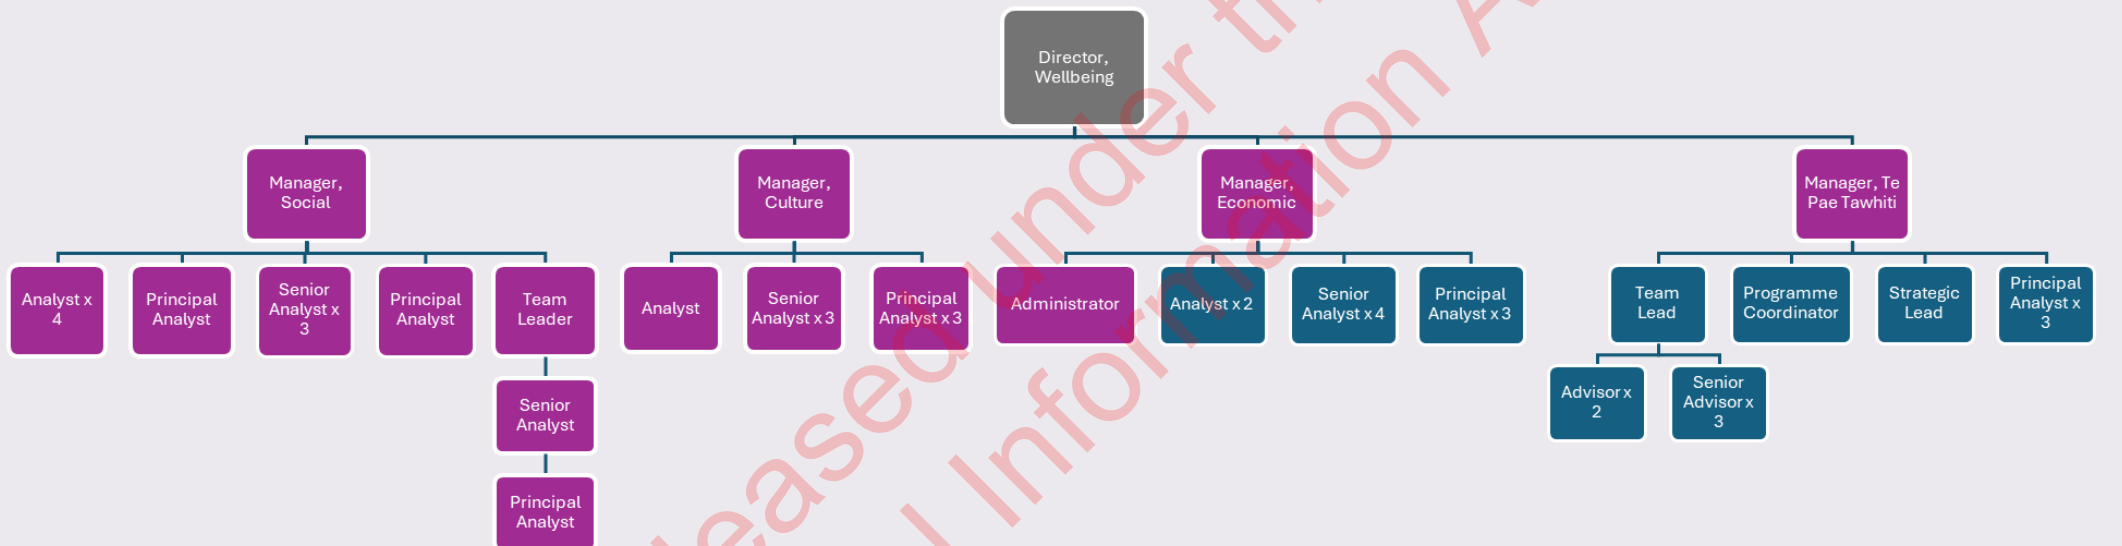 Director,
Wellbeing
Manager,
Social
Manager,
Culture
Manager,
Economic
Manager, Te
Pae Tawhiti
Analyst x
4
Principal
Analyst
Senior
Analyst x
3
Principal
Analyst
Team
Leader
Analyst
Senior
Analyst x 3
Principal
Analyst x 3
Administrator
Analyst x 2
Senior
Analyst x 4
Principal
Analyst x 3
Team
Lead
Programme
Coordinator
Strategic
Lead
Principal
Analyst x
3
Senior
Analyst
Principal
Analyst
Advisor x
2
Senior
Advisor x
3
under
Information